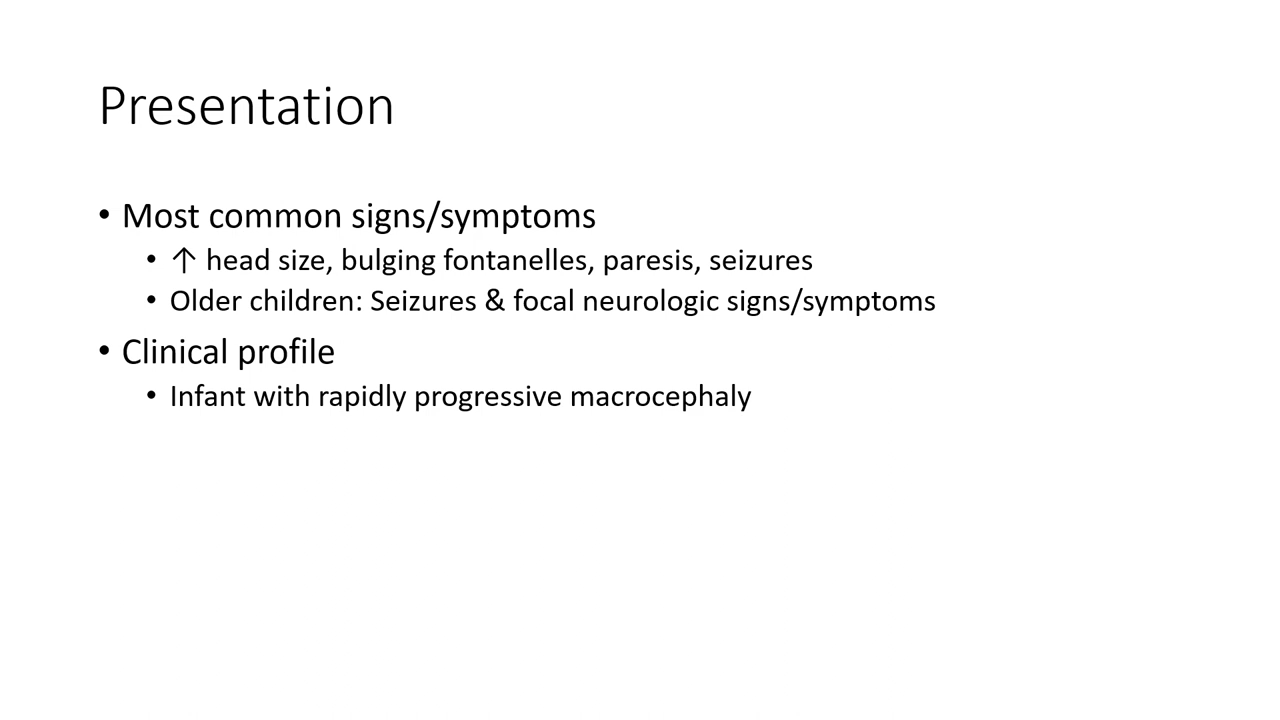 Presentation
• Most common signs/symptoms
• ↑ head size, bulging fontanelles, paresis, seizures
• Older children: Seizures & focal neurologic signs/symptoms
• Clinical profile
• Infant with rapidly progressive macrocephaly